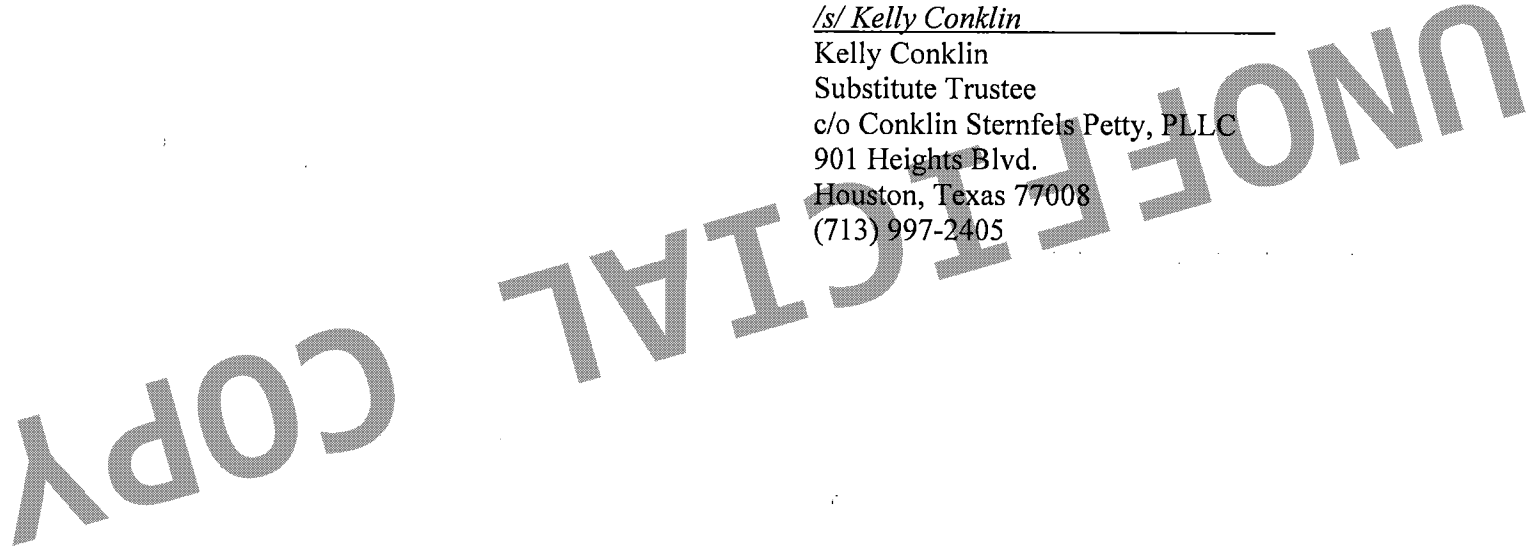 /s/ Kelly Conklin
Kelly Conklin
Substitute Trustee
c/o Conklin Sternfels Petty, PLLC
901 Heights Blvd.
Houston, Texas 77008
(713) 997-2405
UNOFFICIAL COPY